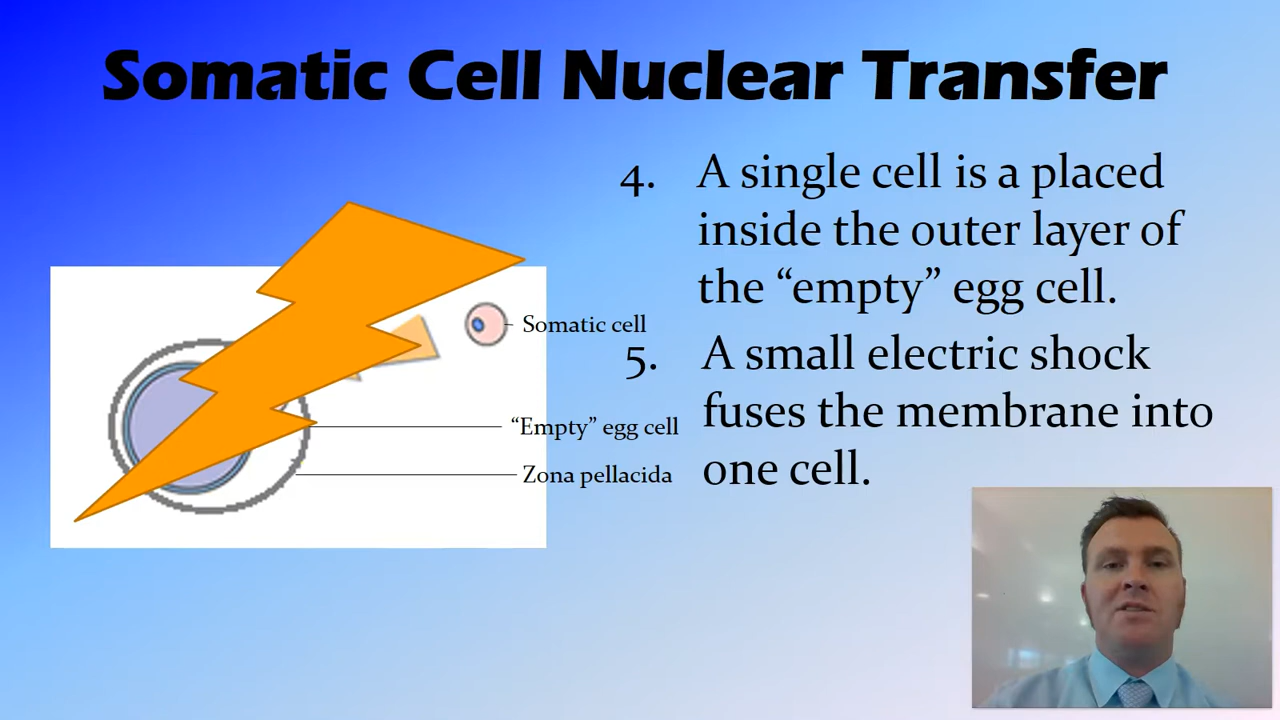 Somatic Cell Nuclear Transfer
4. A single cell is a placed
inside the outer layer of
the “empty” egg cell.
5. A small electric shock
fuses the membrane into
one cell.
Somatic cell
“Empty” egg cell
Zona pellacida